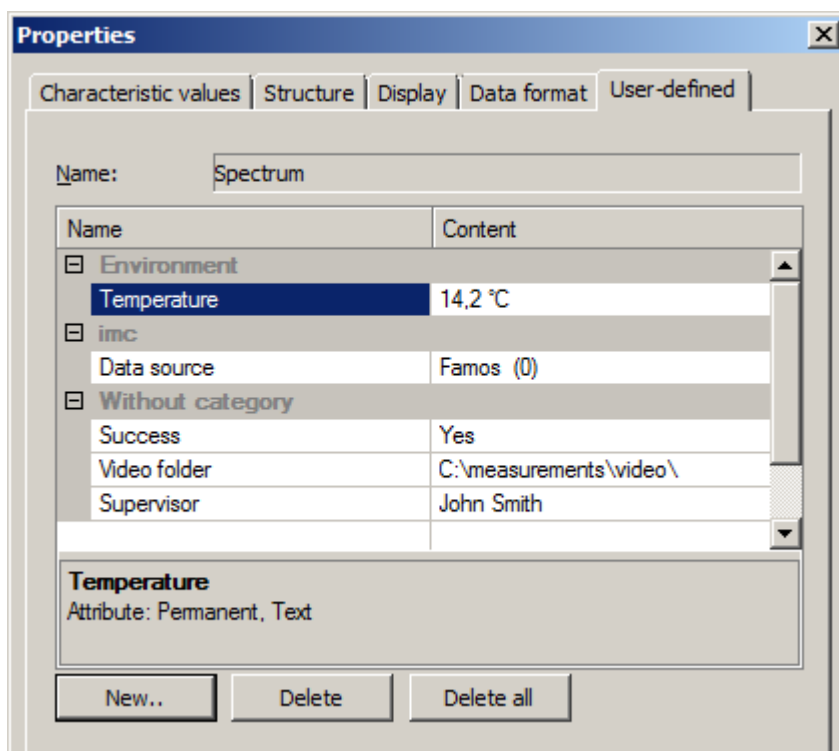 Properties
Characteristic values Structure Display Data format User-defined
Name: Spectrum
Name Content
Environment
Temperature 14,2 °C
imc
Data source Famos (0)
Without category
Success Yes
Video folder C:\measurements\video\
Supervisor John Smith
Temperature
Attribute: Permanent, Text
New.. Delete Delete all